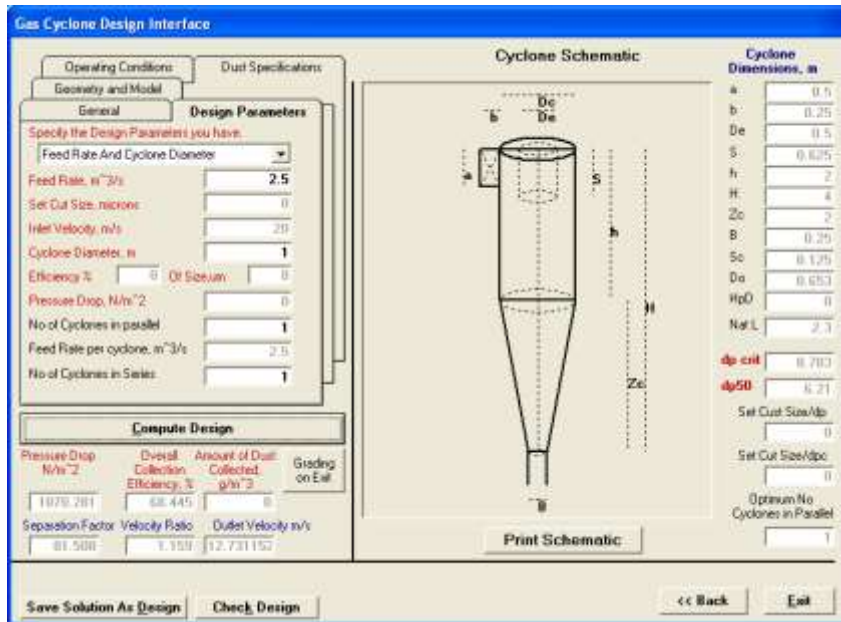 Gas Cyclone Design Interface
Operating Conditions
Dust Specifications
Geometry and Model
General
Design Parameters
Specify the Design Parameters you have.
Feed Rate And Cyclone Diameter
Feed Rate, m^3/s 2.5
Set Cut Size, microns 0
Inlet Velocity, m/s 20
Cyclone Diameter, m 1
Efficiency % 0 Of Size,um 0
Pressure Drop, N/m^2 0
No of Cyclones in parallel 1
Feed Rate per cyclone, m^3/s 2.5
No of Cyclones in Series 1
Compute Design
Pressure Drop N/m^2
Overall Collection Efficiency, %
Amount of Dust Collected, g/m^3
Grading on Exit
1078.281 68.445 0
Separation Factor Velocity Ratio Outlet Velocity m/s
81.508 1.159 12.731152
Save Solution As Design
Check Design
Cyclone Schematic
Dc
b De
a
S
h
H
Zc
B
Print Schematic
Cyclone Dimensions, m
a 0.5
b 0.25
De 0.5
S 0.625
h 2
H 4
Zc 2
B 0.25
Sc 0.125
Do 0.653
HpD 0
Nat L 2.3
dp crit 8.783
dp50 6.21
Set Cust Size/dp
0
Set Cut Size/dpc
0
Optimum No Cyclones in Parallel
1
<< Back
Exit